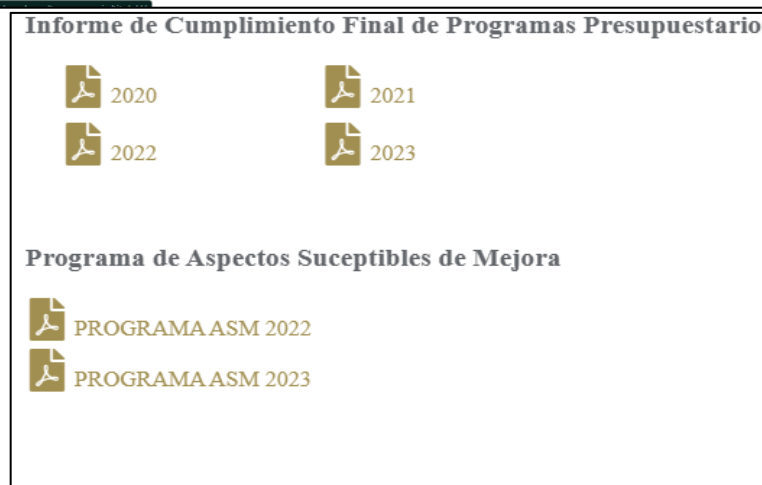 Informe de Cumplimiento Final de Programas Presupuestario
2020 2021
2022 2023
Programa de Aspectos Suceptibles de Mejora
PROGRAMA ASM 2022
PROGRAMA ASM 2023